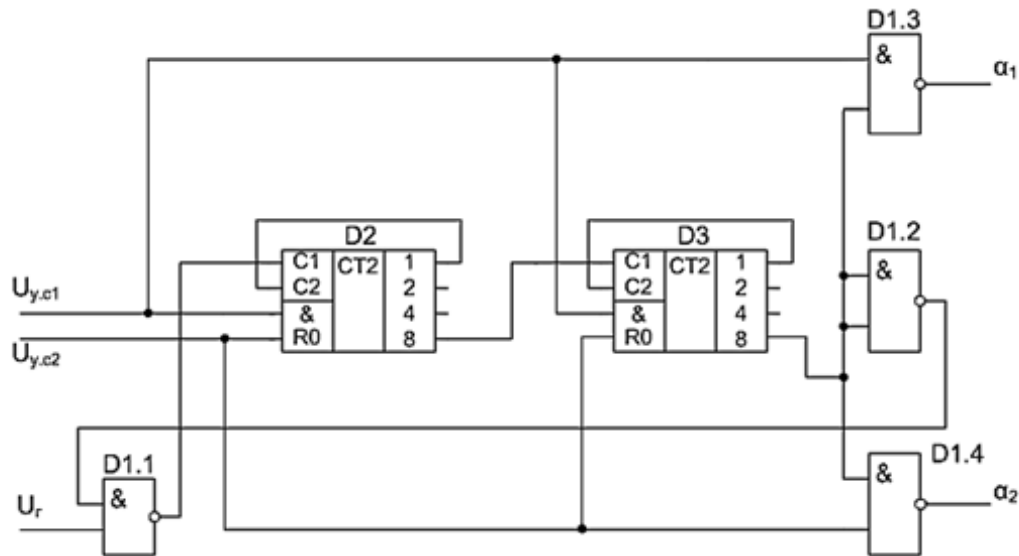 D1.3
&
α1
D2
C1 CT2 1
C2 2
& 4
R0 8
D3
C1 CT2 1
C2 2
& 4
R0 8
D1.2
&
Uy.c1
Uy.c2
D1.1
&
Ur
D1.4
&
α2